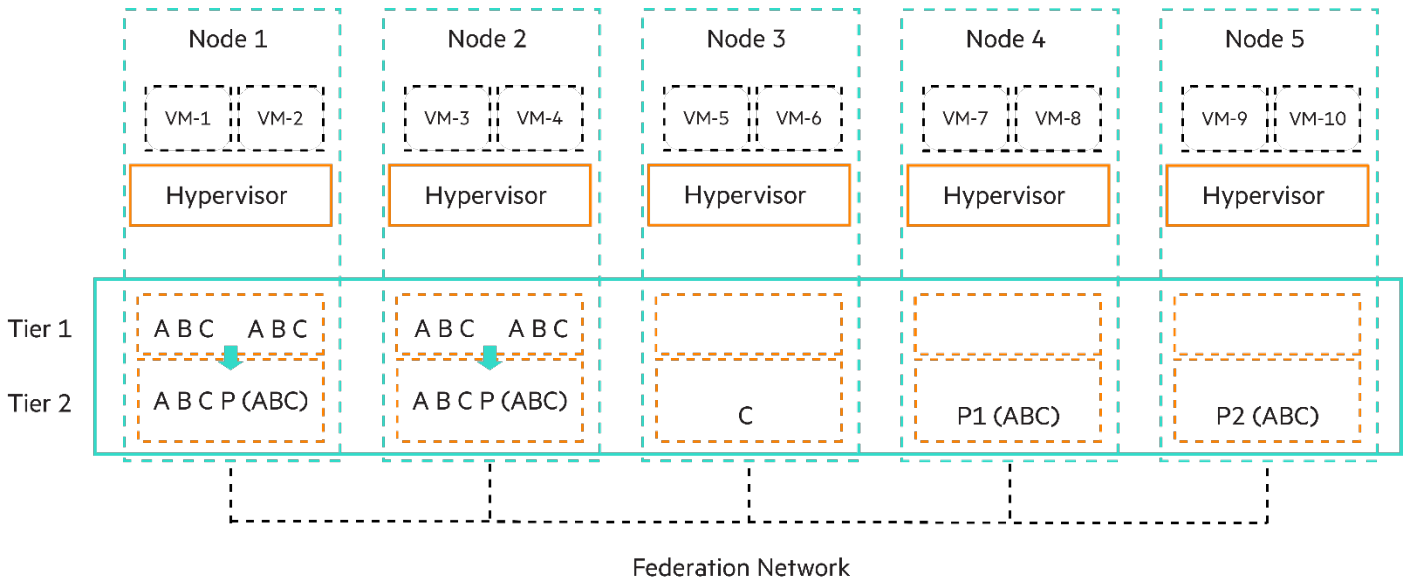 Node 1 Node 2 Node 3 Node 4 Node 5
VM-1 VM-2 VM-3 VM-4 VM-5 VM-6 VM-7 VM-8 VM-9 VM-10
Hypervisor Hypervisor Hypervisor Hypervisor Hypervisor
Tier 1 A B C A B C A B C A B C
Tier 2 A B C P (ABC) A B C P (ABC) C P1 (ABC) P2 (ABC)
Federation Network